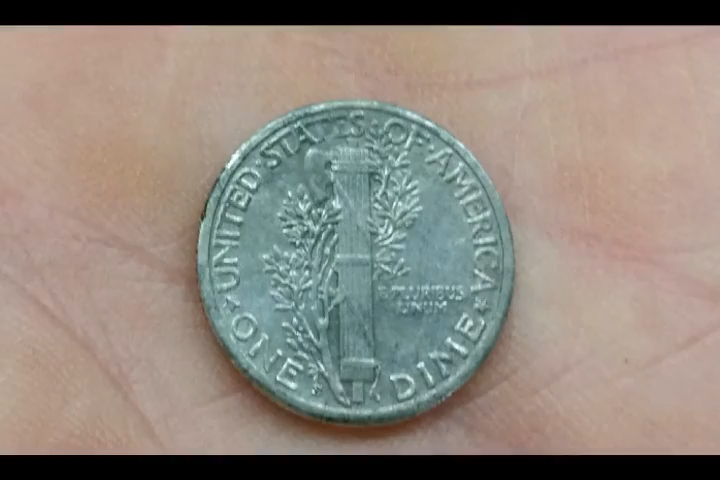 UNITED·STATES·OF·AMERICA
E·PLURIBUS
UNUM
ONE DIME
S